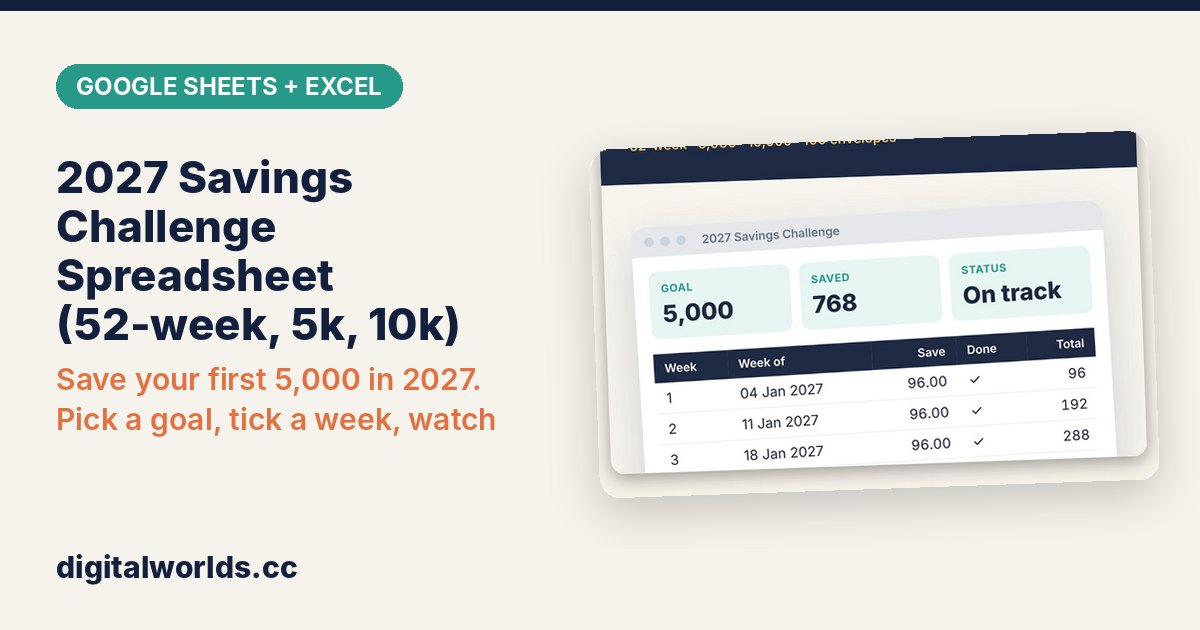 GOOGLE SHEETS + EXCEL
2027 Savings
Challenge
Spreadsheet
(52-week, 5k, 10k)
Save your first 5,000 in 2027.
Pick a goal, tick a week, watch
digitalworlds.cc
2027 Savings Challenge
GOAL
5,000
SAVED
768
STATUS
On track
Week Week of Save Done Total
1 04 Jan 2027 96.00 ✓ 96
2 11 Jan 2027 96.00 ✓ 192
3 18 Jan 2027 96.00 ✓ 288